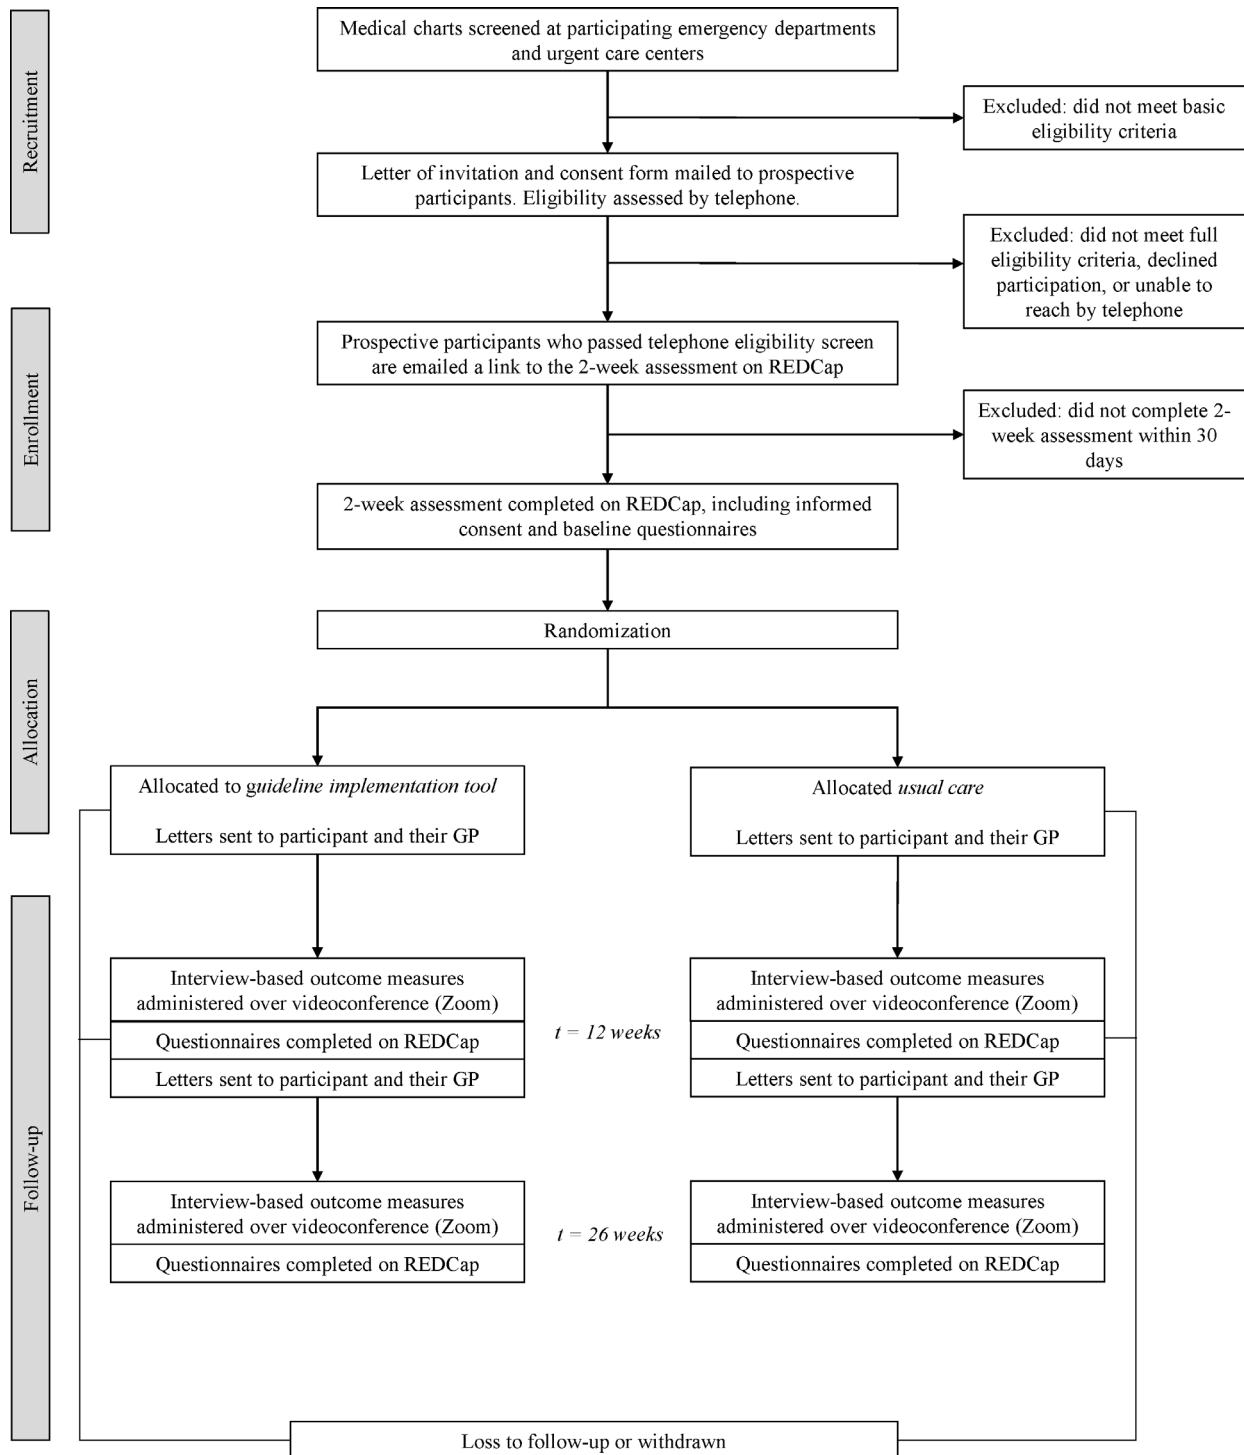 Recruitment
Medical charts screened at participating emergency departments
and urgent care centers
Excluded: did not meet basic
eligibility criteria
Letter of invitation and consent form mailed to prospective
participants. Eligibility assessed by telephone.
Excluded: did not meet full
eligibility criteria, declined
participation, or unable to
reach by telephone
Enrollment
Prospective participants who passed telephone eligibility screen
are emailed a link to the 2-week assessment on REDCap
Excluded: did not complete 2-
week assessment within 30
days
2-week assessment completed on REDCap, including informed
consent and baseline questionnaires
Allocation
Randomization
Allocated to guideline implementation tool
Letters sent to participant and their GP
Allocated usual care
Letters sent to participant and their GP
Follow-up
Interview-based outcome measures
administered over videoconference (Zoom)
Questionnaires completed on REDCap
Letters sent to participant and their GP
t = 12 weeks
Interview-based outcome measures
administered over videoconference (Zoom)
Questionnaires completed on REDCap
Letters sent to participant and their GP
Interview-based outcome measures
administered over videoconference (Zoom)
Questionnaires completed on REDCap
t = 26 weeks
Interview-based outcome measures
administered over videoconference (Zoom)
Questionnaires completed on REDCap
Loss to follow-up or withdrawn